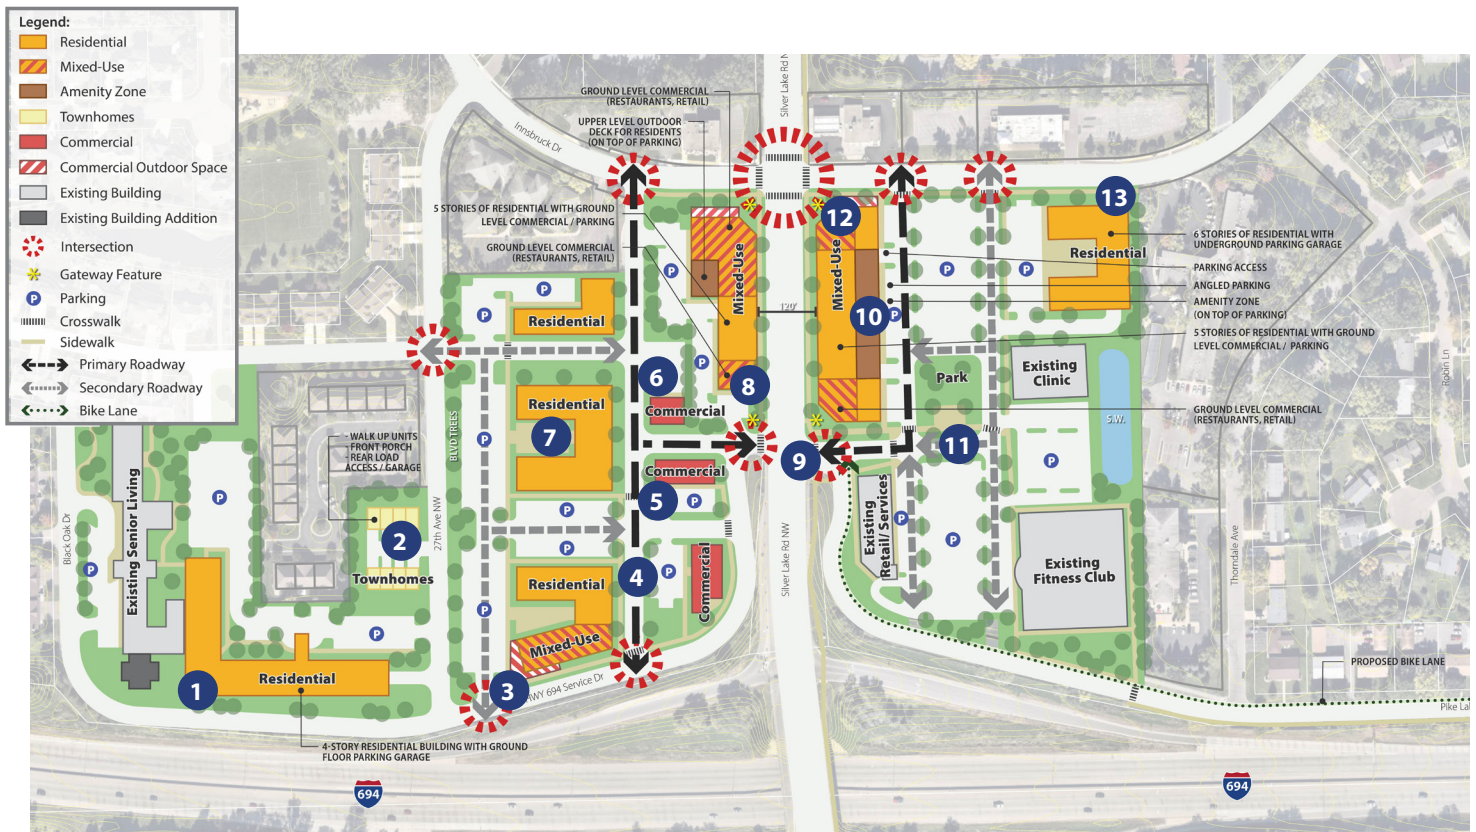 Legend:
Residential
Mixed-Use
Amenity Zone
Townhomes
Commercial
Commercial Outdoor Space
Existing Building
Existing Building Addition
Intersection
Gateway Feature
P
Parking
Crosswalk
Sidewalk
Primary Roadway
Secondary Roadway
Bike Lane
Innsbruck Dr
GROUND LEVEL COMMERCIAL
(RESTAURANTS, RETAIL)
UPPER LEVEL OUTDOOR
DECK FOR RESIDENTS
(ON TOP OF PARKING)
5 STORIES OF RESIDENTIAL WITH GROUND
LEVEL COMMERCIAL / PARKING
GROUND LEVEL COMMERCIAL
(RESTAURANTS, RETAIL)
Silver Lake Rd N
Mixed-Use
120'
12
Mixed-Use
10
P
13
Residential
6 STORIES OF RESIDENTIAL WITH
UNDERGROUND PARKING GARAGE
PARKING ACCESS
ANGLED PARKING
AMENITY ZONE
(ON TOP OF PARKING)
5 STORIES OF RESIDENTIAL WITH GROUND
LEVEL COMMERCIAL / PARKING
GROUND LEVEL COMMERCIAL
(RESTAURANTS, RETAIL)
P
P
P
P
P
P
Residential
6
Commercial
8
Residential
7
P
BLVD TREES
27th Ave NW
- WALK UP UNITS
- FRONT PORCH
- REAR LOAD
ACCESS / GARAGE
2
Townhomes
P
P
P
Black Oak Dr
Existing Senior Living
1
Residential
4-STORY RESIDENTIAL BUILDING WITH GROUND
FLOOR PARKING GARAGE
Commercial
5
P
P
P
P
Residential
4
P
Commercial
Mixed-Use
3
HWY 694 Service Dr
Silver Lake Rd NW
9
11
Park
Existing
Clinic
S.W.
P
Existing
Retail/ Services
P
P
Existing
Fitness Club
Robin Ln
Thorndale Ave
PROPOSED BIKE LANE
Pike La
694
694